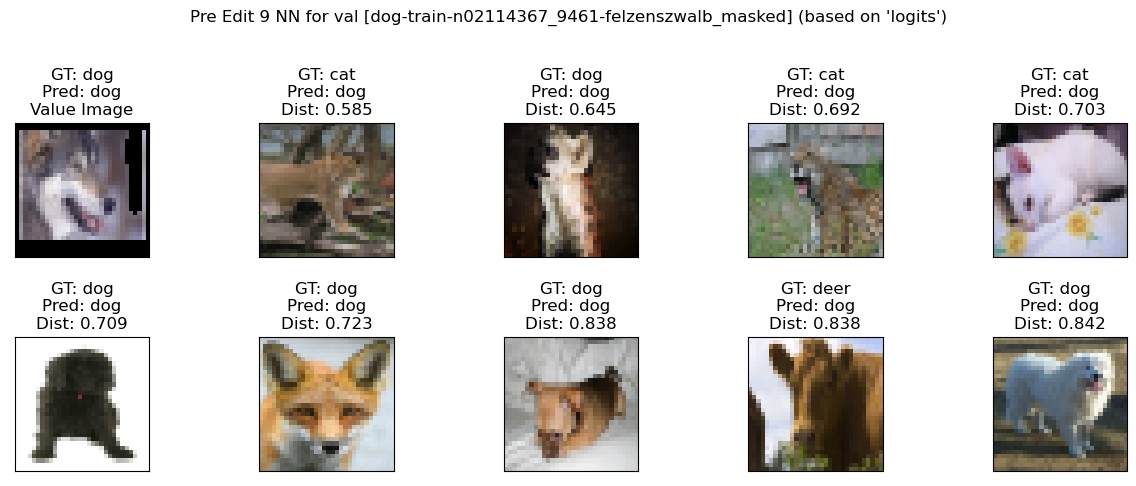 Pre Edit 9 NN for val [dog-train-n02114367_9461-felzenszwalb_masked] (based on 'logits')
GT: dog
Pred: dog
Value Image
GT: cat
Pred: dog
Dist: 0.585
GT: dog
Pred: dog
Dist: 0.645
GT: cat
Pred: dog
Dist: 0.692
GT: cat
Pred: dog
Dist: 0.703
GT: dog
Pred: dog
Dist: 0.709
GT: dog
Pred: dog
Dist: 0.723
GT: dog
Pred: dog
Dist: 0.838
GT: deer
Pred: dog
Dist: 0.838
GT: dog
Pred: dog
Dist: 0.842